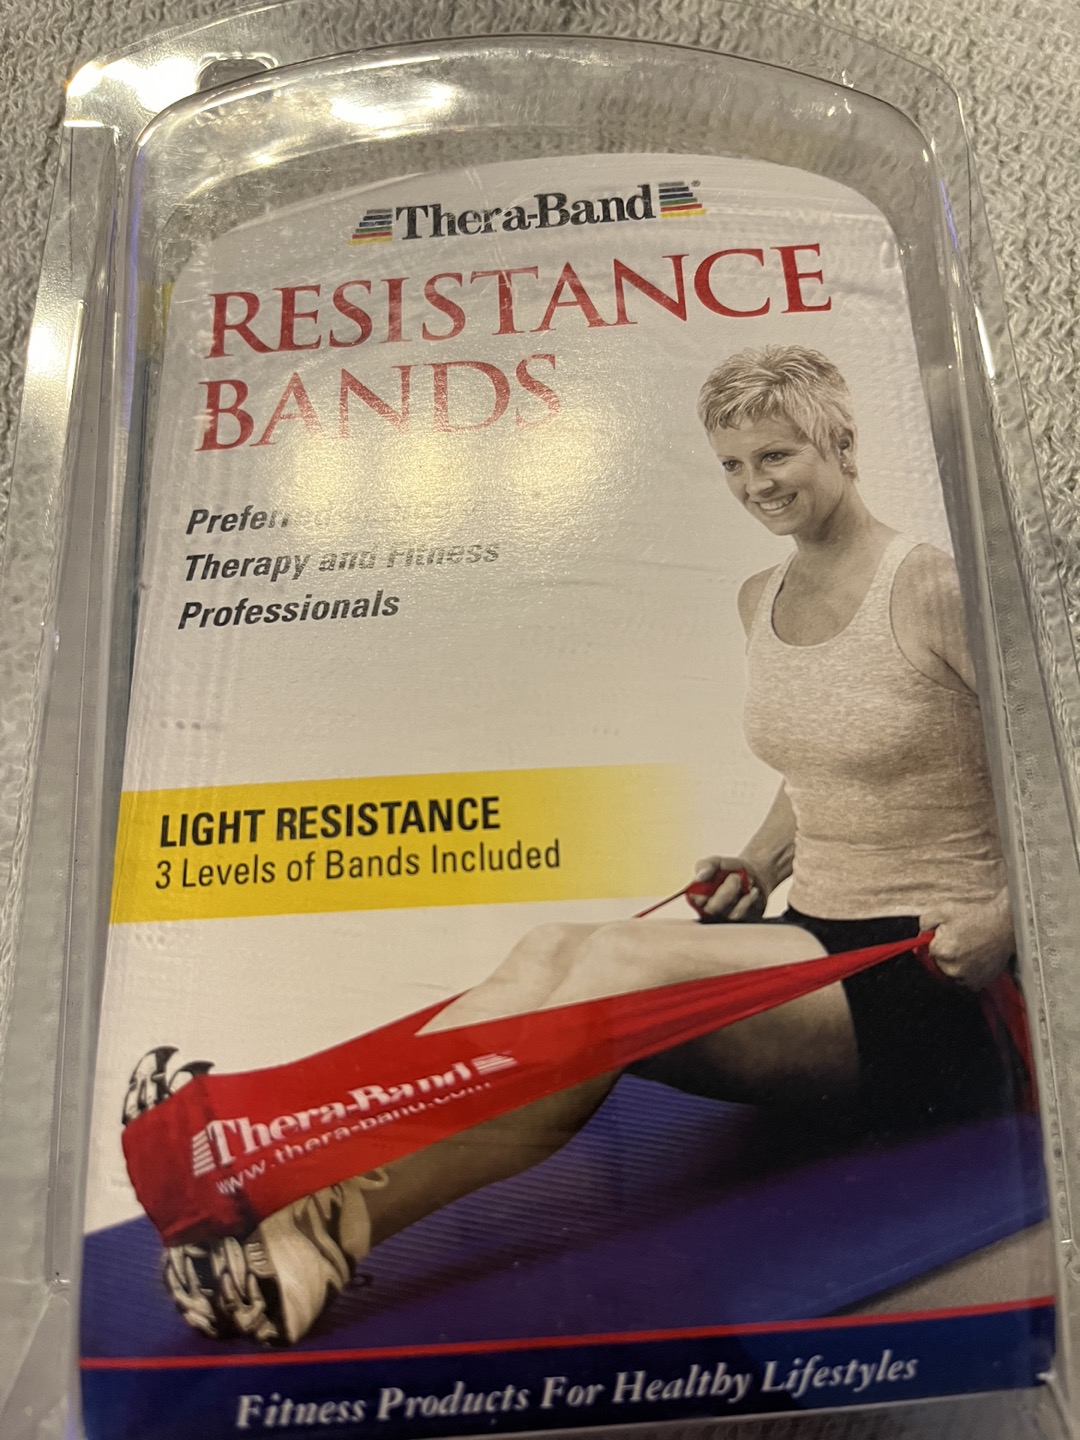 Thera-Band®
RESISTANCE
BANDS
Therapy and Fitness
Professionals
LIGHT RESISTANCE
3 Levels of Bands Included
Thera-Band
www.thera-band.com
Fitness Products For Healthy Lifestyles